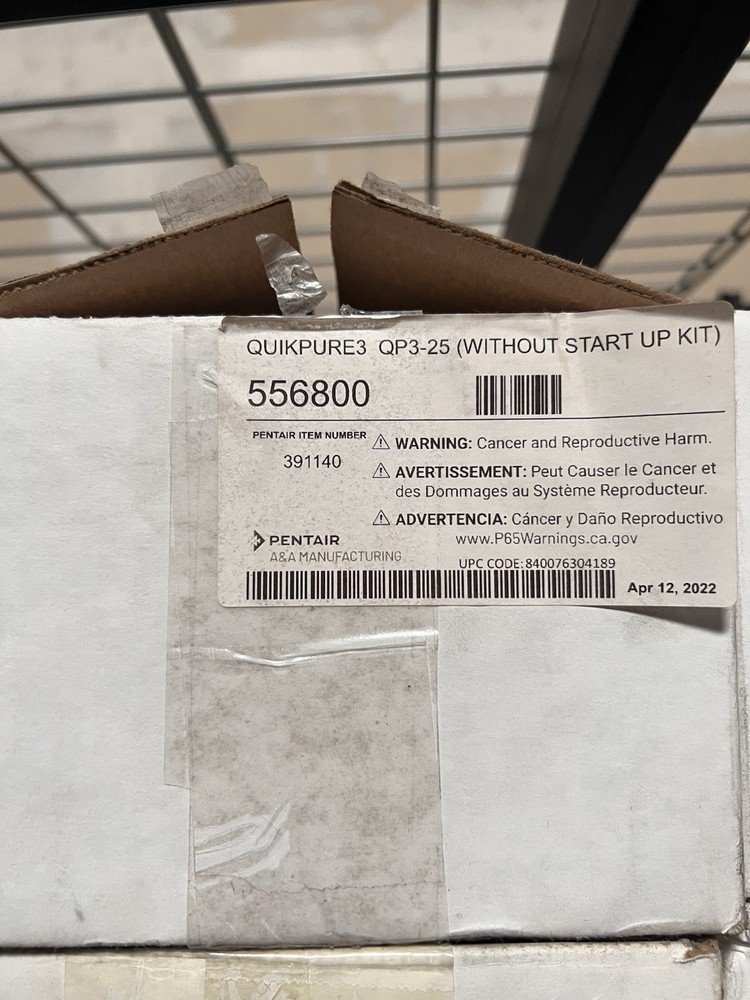 QUIKPURE3 QP3-25 (WITHOUT START UP KIT)
556800
PENTAIR ITEM NUMBER
391140
⚠ WARNING: Cancer and Reproductive Harm.
⚠ AVERTISSEMENT: Peut Causer le Cancer et
des Dommages au Système Reproducteur.
⚠ ADVERTENCIA: Cáncer y Daño Reproductivo
www.P65Warnings.ca.gov
PENTAIR
A&A MANUFACTURING
UPC CODE:840076304189
Apr 12, 2022